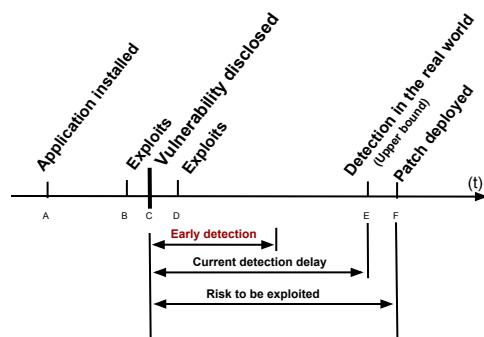 Application installed
Exploits
Vulnerability disclosed
Exploits
Detection in the real world
(Upper bound)
Patch deployed
(t)
A
B
C
D
E
F
Early detection
Current detection delay
Risk to be exploited